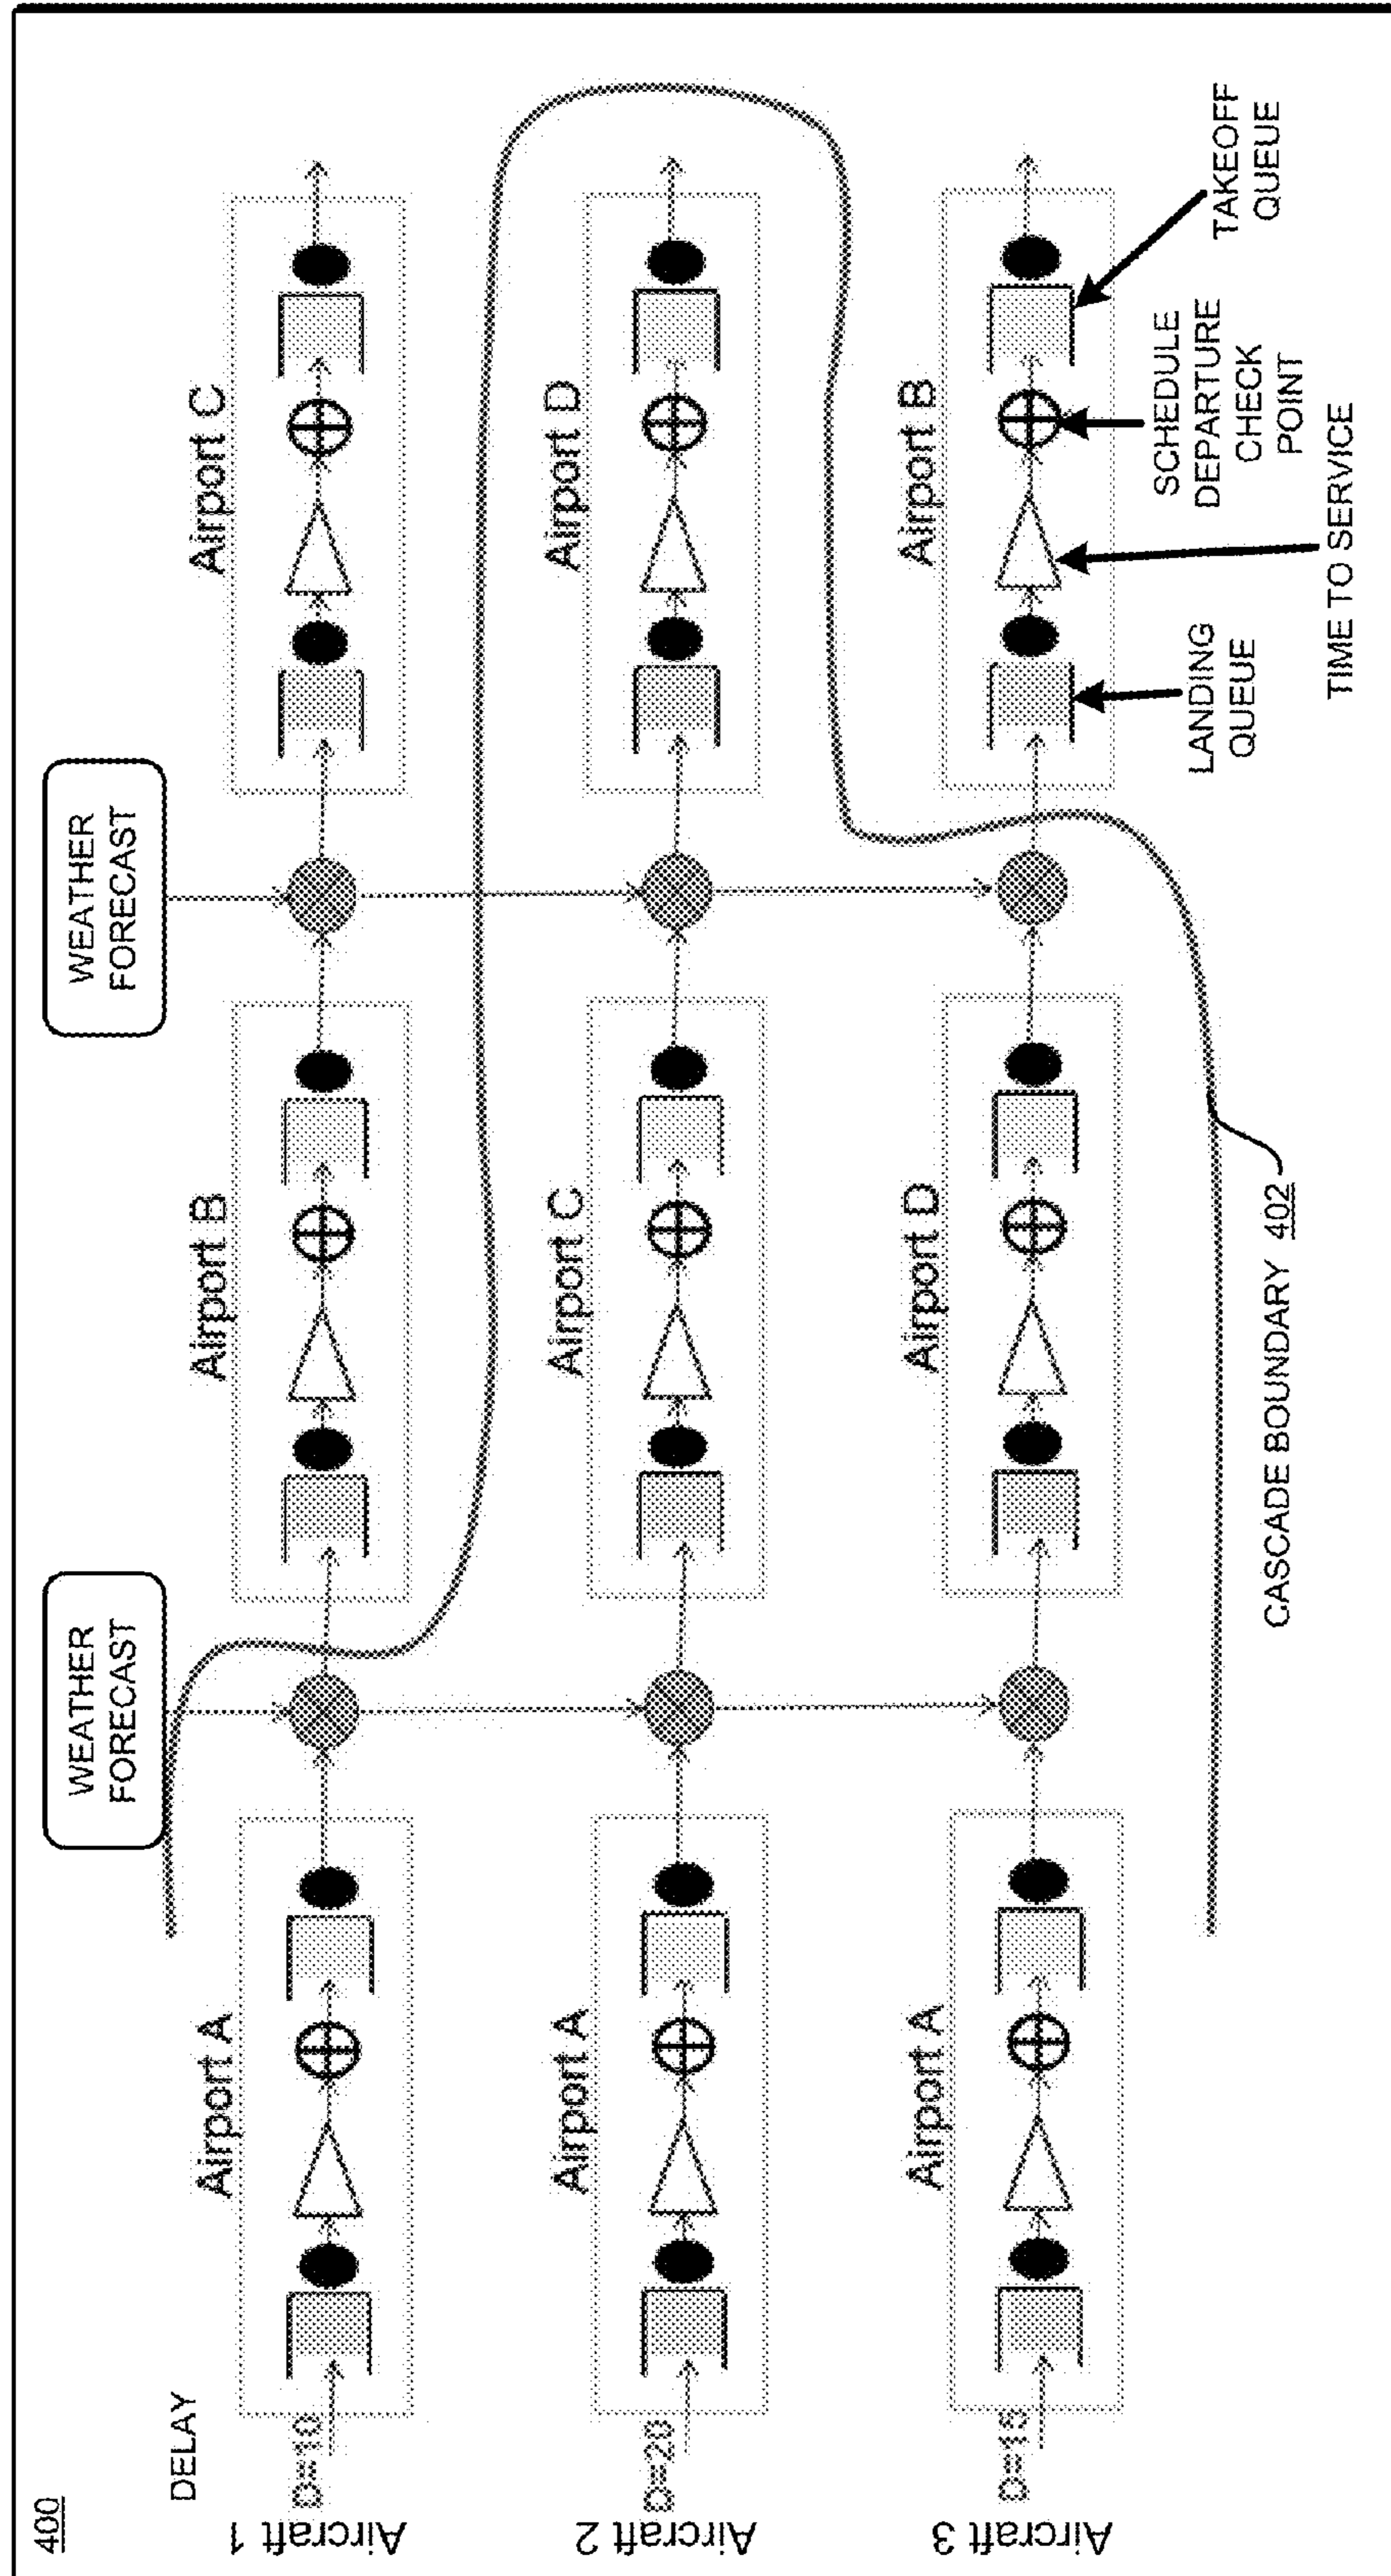 400
DELAY
WEATHER
FORECAST
WEATHER
FORECAST
Aircraft 1
D=10
Airport A
Airport B
Airport C
Aircraft 2
D=20
Airport A
Airport C
Airport D
Aircraft 3
D=15
Airport A
Airport D
Airport B
LANDING
QUEUE
SCHEDULE
DEPARTURE
CHECK
POINT
TAKEOFF
QUEUE
TIME TO SERVICE
CASCADE BOUNDARY 402